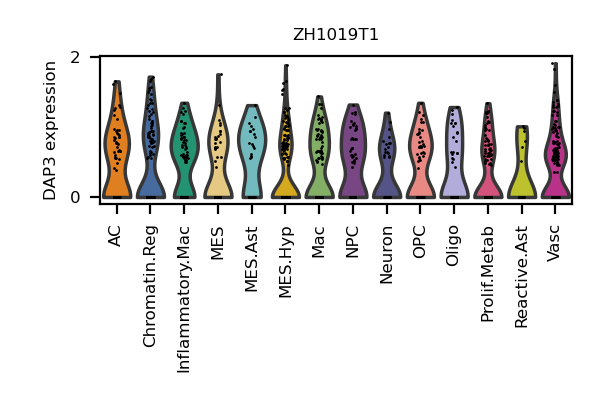 ZH1019T1
DAP3 expression
2
0
AC
Chromatin.Reg
Inflammatory.Mac
MES
MES.Ast
MES.Hyp
Mac
NPC
Neuron
OPC
Oligo
Prolif.Metab
Reactive.Ast
Vasc